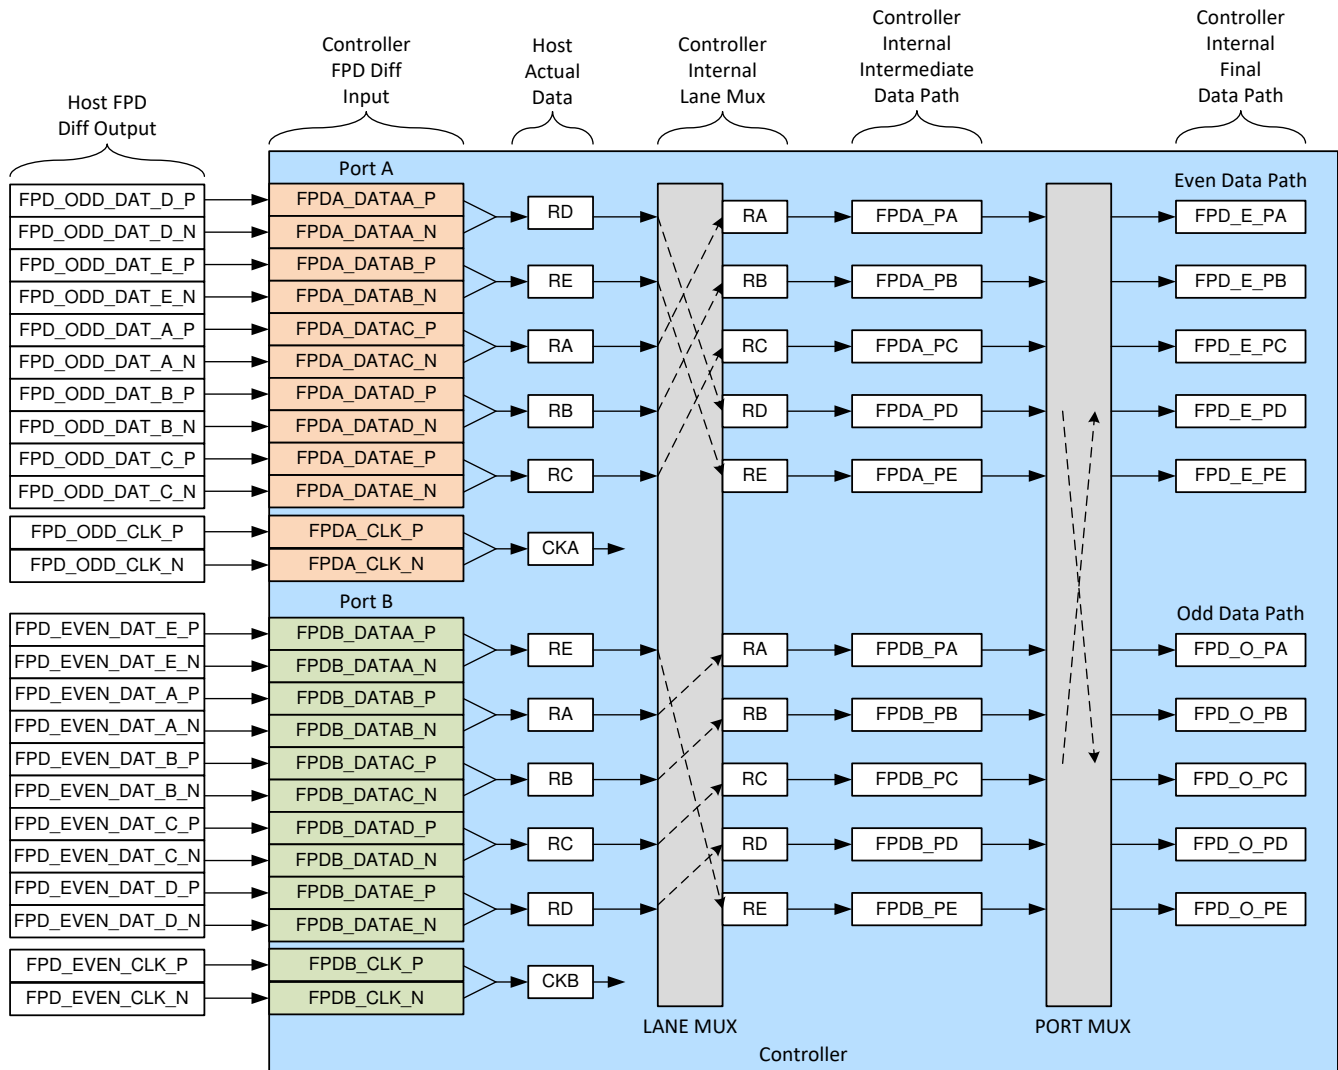 Host FPD
Diff Output
Controller
FPD Diff
Input
Host
Actual
Data
Controller
Internal
Lane Mux
Controller
Internal
Intermediate
Data Path
Controller
Internal
Final
Data Path
Port A
Even Data Path
FPD_ODD_DAT_D_P
FPD_ODD_DAT_D_N
FPD_ODD_DAT_E_P
FPD_ODD_DAT_E_N
FPD_ODD_DAT_A_P
FPD_ODD_DAT_A_N
FPD_ODD_DAT_B_P
FPD_ODD_DAT_B_N
FPD_ODD_DAT_C_P
FPD_ODD_DAT_C_N
FPD_ODD_CLK_P
FPD_ODD_CLK_N
FPDA_DATAA_P
FPDA_DATAA_N
FPDA_DATAB_P
FPDA_DATAB_N
FPDA_DATAC_P
FPDA_DATAC_N
FPDA_DATAD_P
FPDA_DATAD_N
FPDA_DATAE_P
FPDA_DATAE_N
FPDA_CLK_P
FPDA_CLK_N
RD
RE
RA
RB
RC
CKA
RA
RB
RC
RD
RE
FPDA_PA
FPDA_PB
FPDA_PC
FPDA_PD
FPDA_PE
FPD_E_PA
FPD_E_PB
FPD_E_PC
FPD_E_PD
FPD_E_PE
Port B
Odd Data Path
FPD_EVEN_DAT_E_P
FPD_EVEN_DAT_E_N
FPD_EVEN_DAT_A_P
FPD_EVEN_DAT_A_N
FPD_EVEN_DAT_B_P
FPD_EVEN_DAT_B_N
FPD_EVEN_DAT_C_P
FPD_EVEN_DAT_C_N
FPD_EVEN_DAT_D_P
FPD_EVEN_DAT_D_N
FPD_EVEN_CLK_P
FPD_EVEN_CLK_N
FPDB_DATAA_P
FPDB_DATAA_N
FPDB_DATAB_P
FPDB_DATAB_N
FPDB_DATAC_P
FPDB_DATAC_N
FPDB_DATAD_P
FPDB_DATAD_N
FPDB_DATAE_P
FPDB_DATAE_N
FPDB_CLK_P
FPDB_CLK_N
RE
RA
RB
RC
RD
CKB
RA
RB
RC
RD
RE
FPDB_PA
FPDB_PB
FPDB_PC
FPDB_PD
FPDB_PE
FPD_O_PA
FPD_O_PB
FPD_O_PC
FPD_O_PD
FPD_O_PE
LANE MUX
PORT MUX
Controller